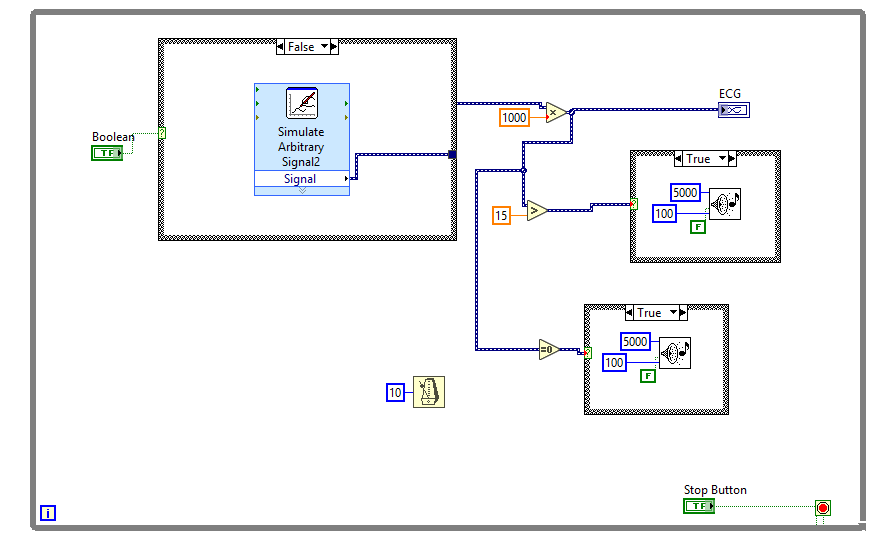 False
Simulate
Arbitrary
Signal2
Signal
Boolean
TF
?
1000
×
ECG
15
>
?
True
5000
100
F
=0
?
True
5000
100
F
10
Stop Button
TF
i